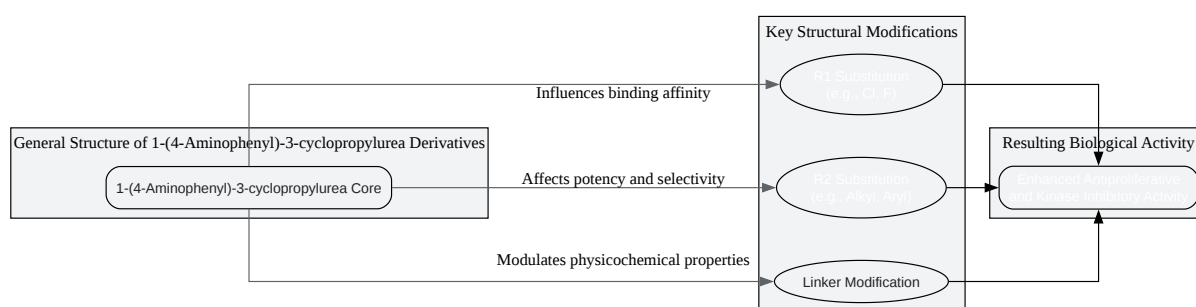 Key Structural Modifications
R1 Substitution
(e.g., Cl, F)
Influences binding affinity
General Structure of 1-(4-Aminophenyl)-3-cyclopropylurea Derivatives
1-(4-Aminophenyl)-3-cyclopropylurea Core
Affects potency and selectivity
R2 Substitution
(e.g., Alkyl, Aryl)
Resulting Biological Activity
Enhanced Antiproliferative
and Kinase Inhibitory Activity
Modulates physicochemical properties
Linker Modification